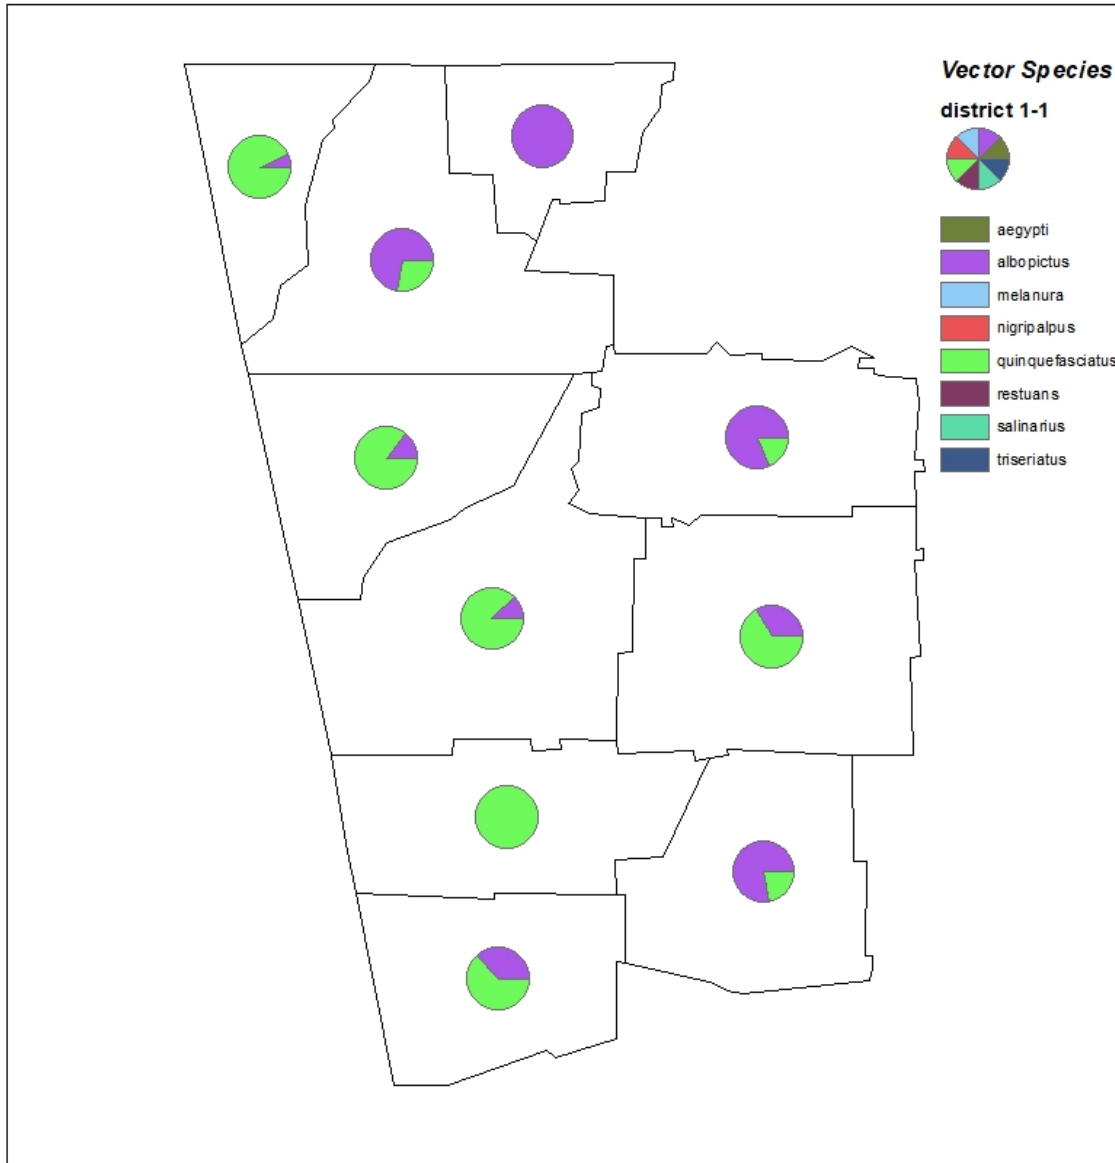 Vector Species
district 1-1
aegypti
albopictus
melanura
nigripalpus
quinquefasciatus
restuans
salinarius
triseriatus